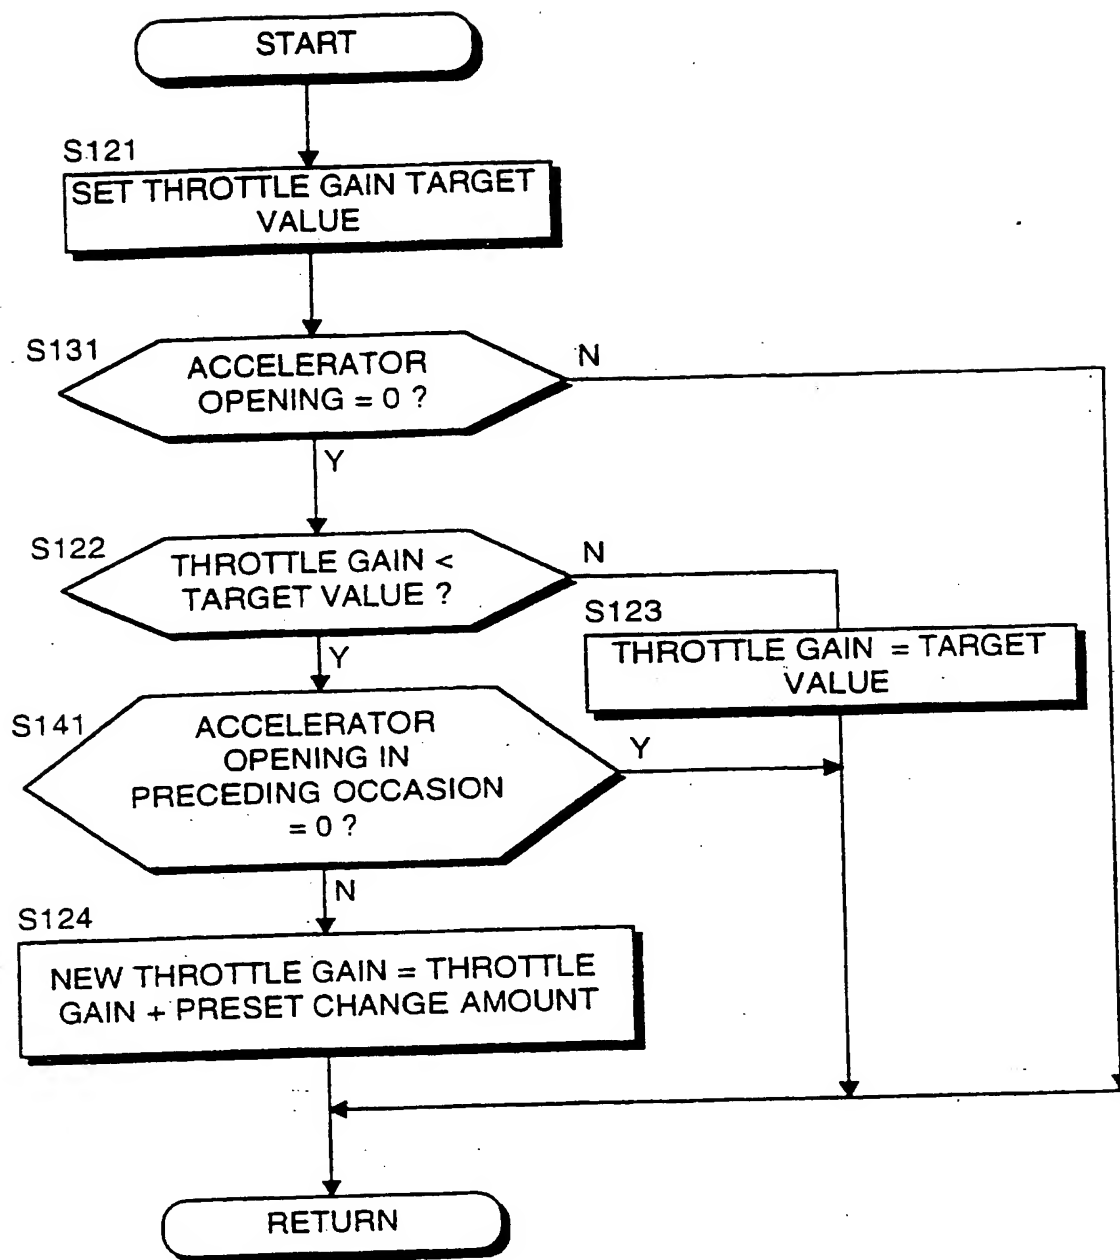 START
S121
SET THROTTLE GAIN TARGET
VALUE
S131
ACCELERATOR
OPENING = 0 ?
N
Y
S122
THROTTLE GAIN <
TARGET VALUE ?
N
Y
S123
THROTTLE GAIN = TARGET
VALUE
S141
ACCELERATOR
OPENING IN
PRECEDING OCCASION
= 0 ?
Y
N
S124
NEW THROTTLE GAIN = THROTTLE
GAIN + PRESET CHANGE AMOUNT
RETURN